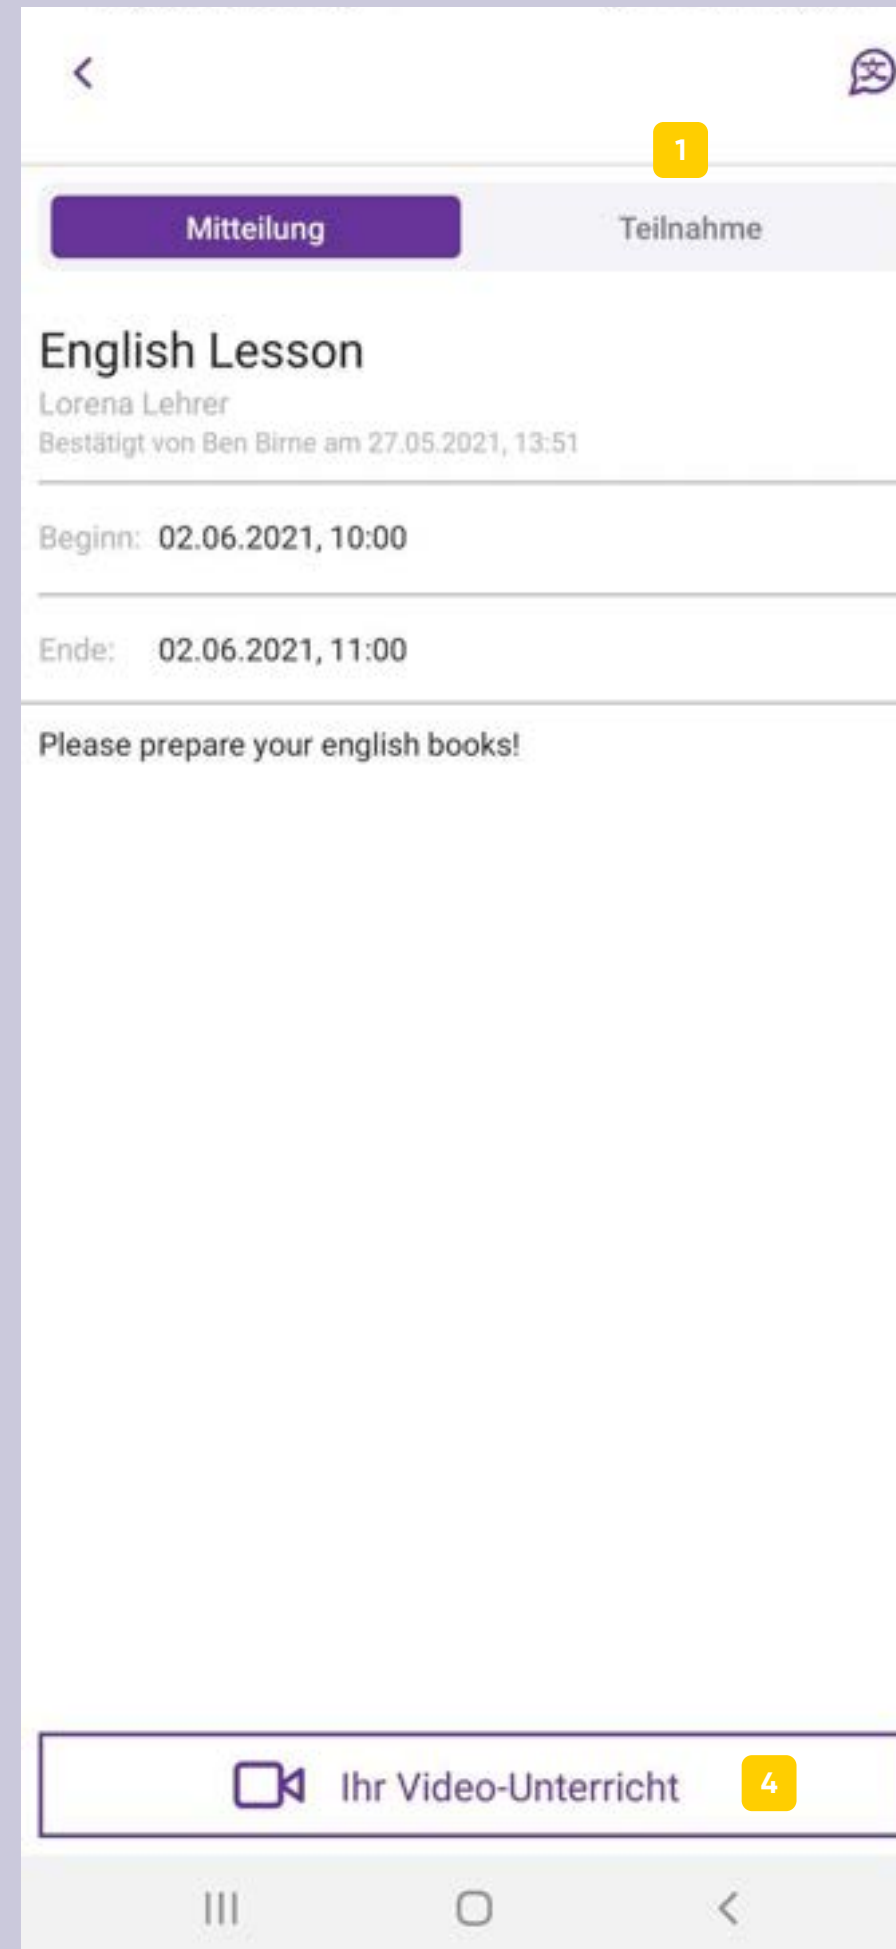 文
1
Mitteilung Teilnahme
English Lesson
Lorena Lehrer
Bestätigt von Ben Birne am 27.05.2021, 13:51
Beginn: 02.06.2021, 10:00
Ende: 02.06.2021, 11:00
Please prepare your english books!
Ihr Video-Unterricht 4